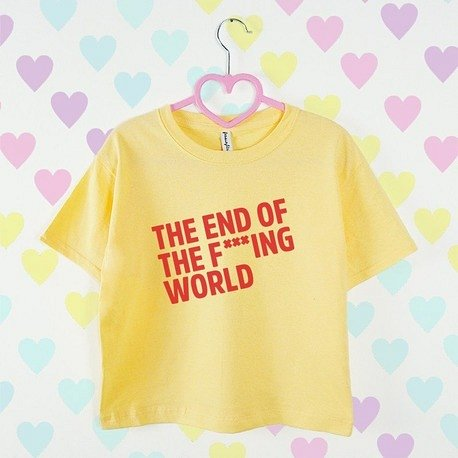 THE END OF
THE F***ING
WORLD